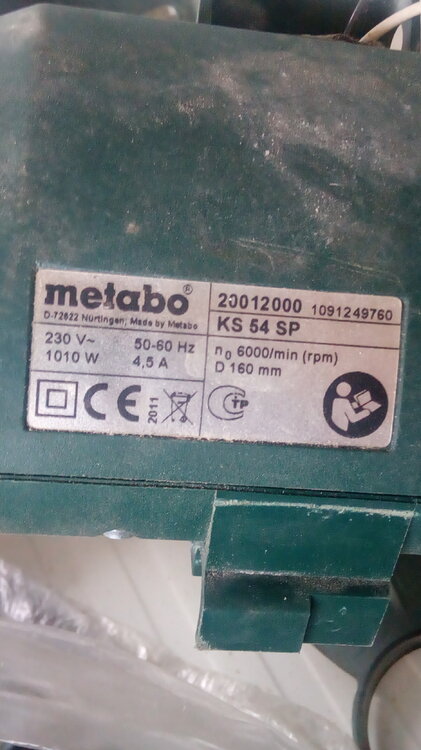 metabo®
D-72622 Nürtingen, Made by Metabo
230 V~ 50-60 Hz
1010 W 4,5 A
CE 2011
20012000 1091249760
KS 54 SP
n0 6000/min (rpm)
D 160 mm
CTP